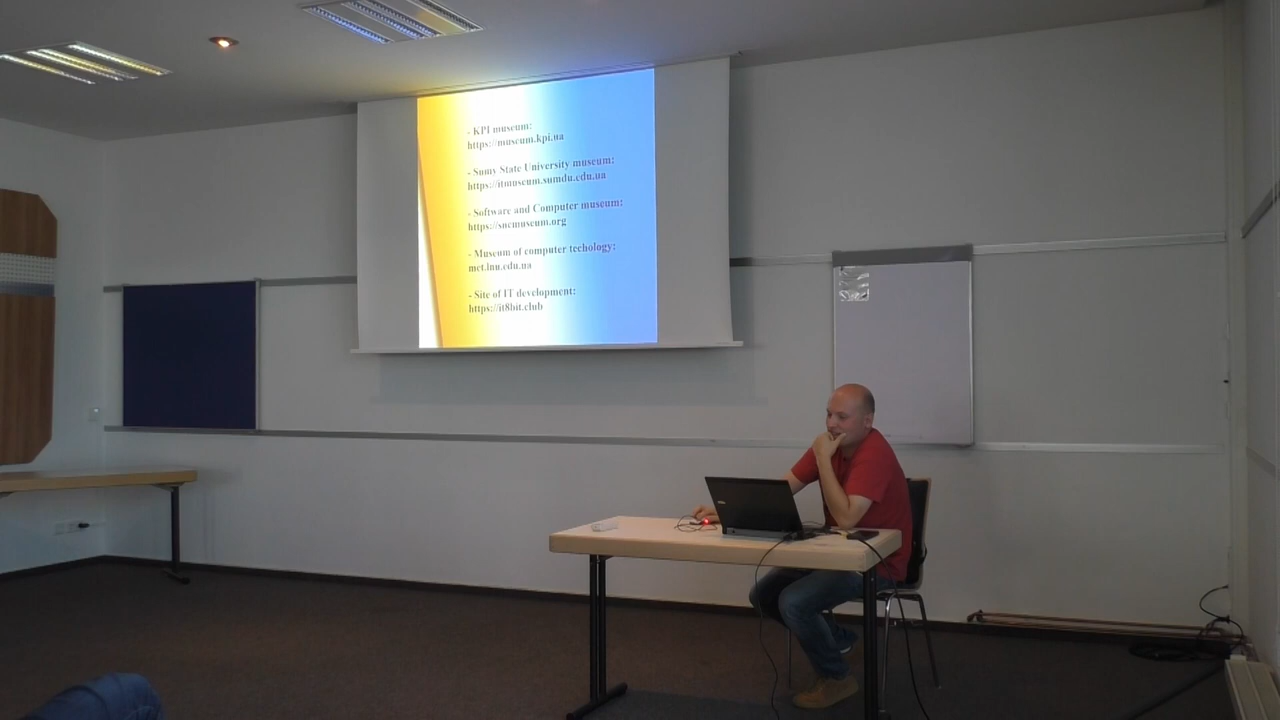 - KPI museum:
https://museum.kpi.ua
- Sumy State University museum:
https://itmuseum.sumdu.edu.ua
- Software and Computer museum:
https://sncmuseum.org
- Museum of computer techology:
met.lnu.edu.ua
- Site of IT development:
https://it8bit.club